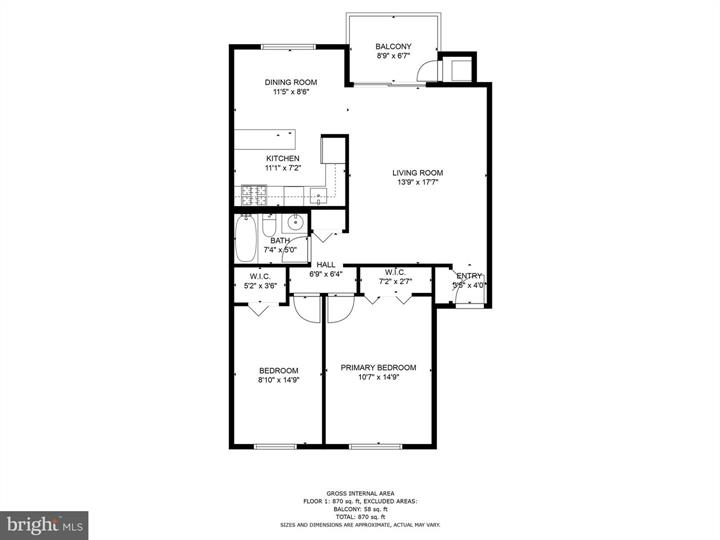 BALCONY
8'9" x 6'7"
DINING ROOM
11'5" x 8'6"
KITCHEN
11'1" x 7'2"
LIVING ROOM
13'9" x 17'7"
BATH
7'4" x 5'0"
HALL
6'9" x 6'4"
W.I.C.
5'2" x 3'6"
W.I.C.
7'2" x 2'7"
ENTRY
5'5" x 4'0"
BEDROOM
8'10" x 14'9"
PRIMARY BEDROOM
10'7" x 14'9"
GROSS INTERNAL AREA
FLOOR 1: 870 sq. ft, EXCLUDED AREAS:
BALCONY: 58 sq. ft
TOTAL: 870 sq. ft
SIZES AND DIMENSIONS ARE APPROXIMATE, ACTUAL MAY VARY.
bright MLS